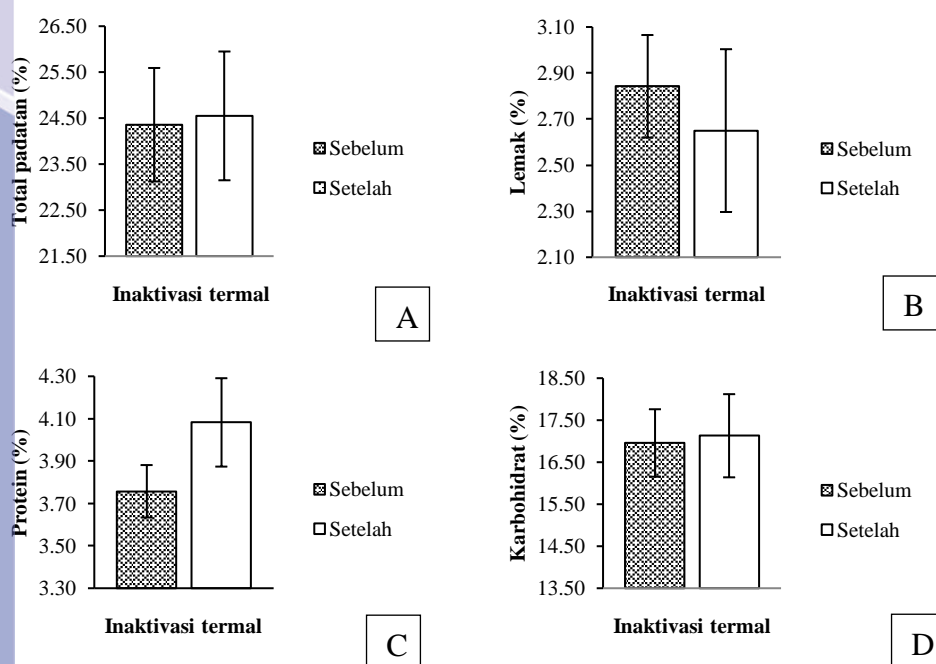 Total padatan (%)
26.50
25.50
24.50
23.50
22.50
21.50
Inaktivasi termal
Sebelum
Setelah
A
Lemak (%)
3.10
2.90
2.70
2.50
2.30
2.10
Inaktivasi termal
Sebelum
Setelah
B
Protein (%)
4.30
4.10
3.90
3.70
3.50
3.30
Inaktivasi termal
Sebelum
Setelah
C
Karbohidrat (%)
18.50
17.50
16.50
15.50
14.50
13.50
Inaktivasi termal
Sebelum
Setelah
D